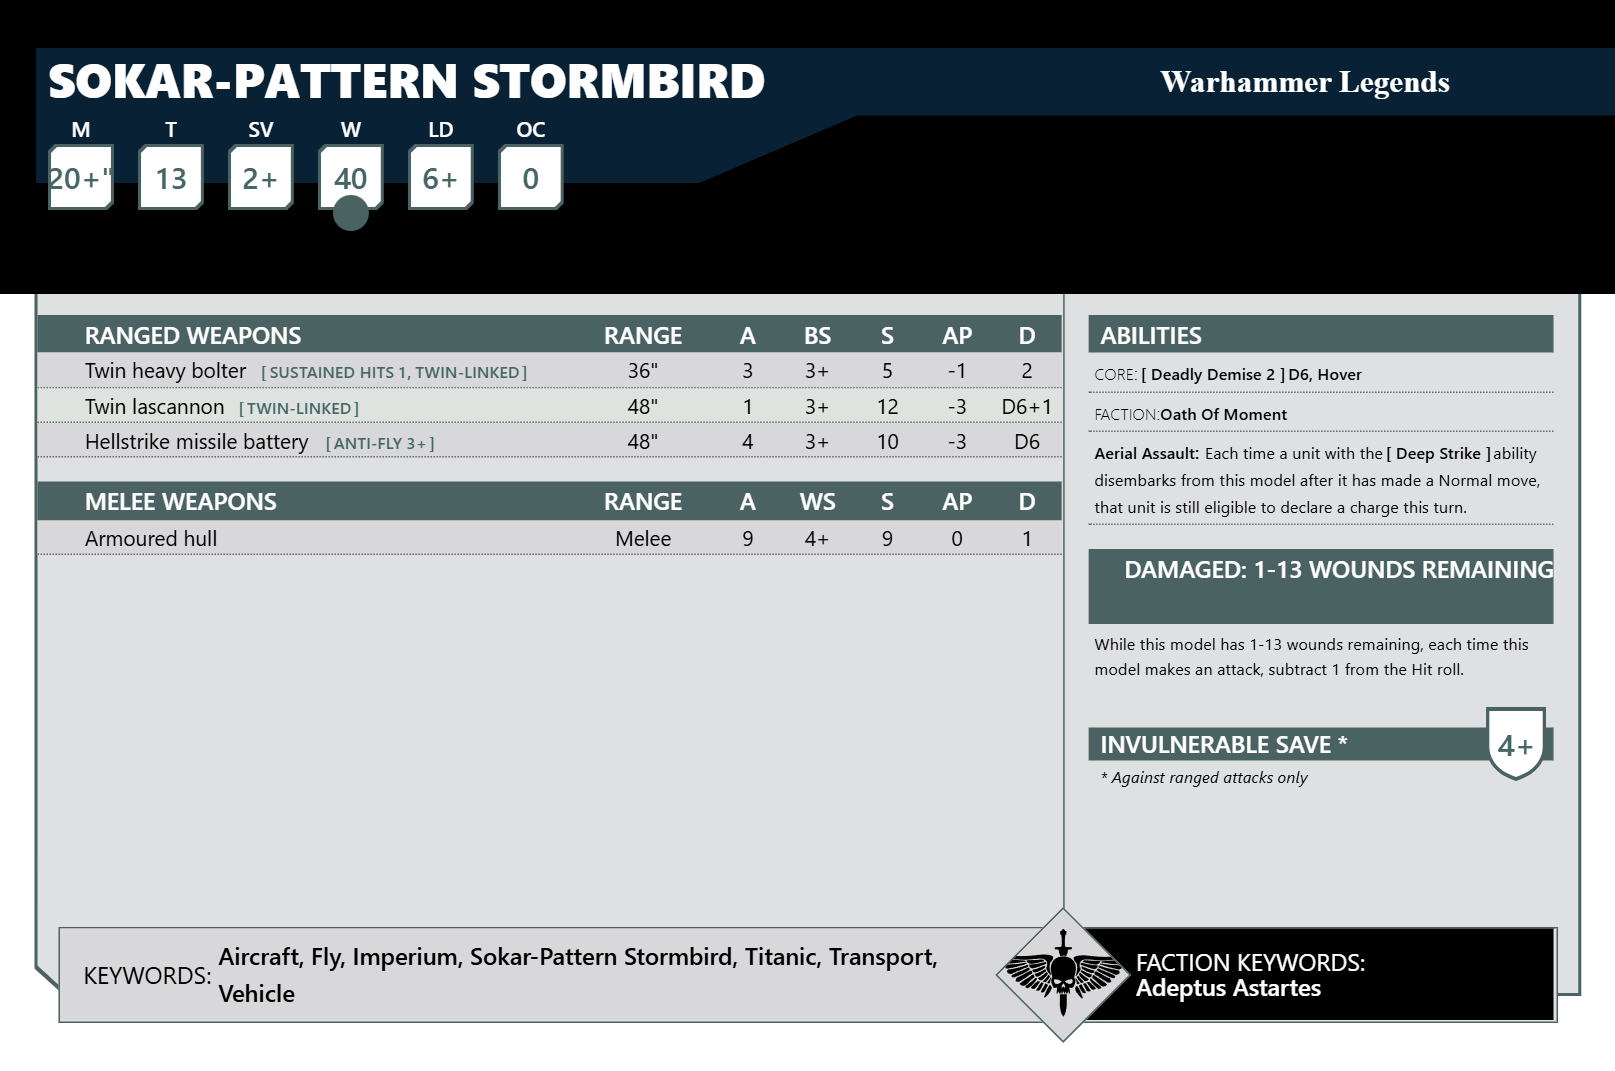 SOKAR-PATTERN STORMBIRD
Warhammer Legends
M T SV W LD OC
20+" 13 2+ 40 6+ 0
RANGED WEAPONS RANGE A BS S AP D
Twin heavy bolter [ SUSTAINED HITS 1, TWIN-LINKED ] 36" 3 3+ 5 -1 2
Twin lascannon [ TWIN-LINKED ] 48" 1 3+ 12 -3 D6+1
Hellstrike missile battery [ ANTI-FLY 3+ ] 48" 4 3+ 10 -3 D6
MELEE WEAPONS RANGE A WS S AP D
Armoured hull Melee 9 4+ 9 0 1
ABILITIES
CORE: [ Deadly Demise 2 ] D6, Hover
FACTION:Oath Of Moment
Aerial Assault: Each time a unit with the [ Deep Strike ] ability
disembarks from this model after it has made a Normal move,
that unit is still eligible to declare a charge this turn.
DAMAGED: 1-13 WOUNDS REMAINING
While this model has 1-13 wounds remaining, each time this
model makes an attack, subtract 1 from the Hit roll.
INVULNERABLE SAVE * 4+
* Against ranged attacks only
KEYWORDS: Aircraft, Fly, Imperium, Sokar-Pattern Stormbird, Titanic, Transport,
Vehicle
FACTION KEYWORDS:
Adeptus Astartes